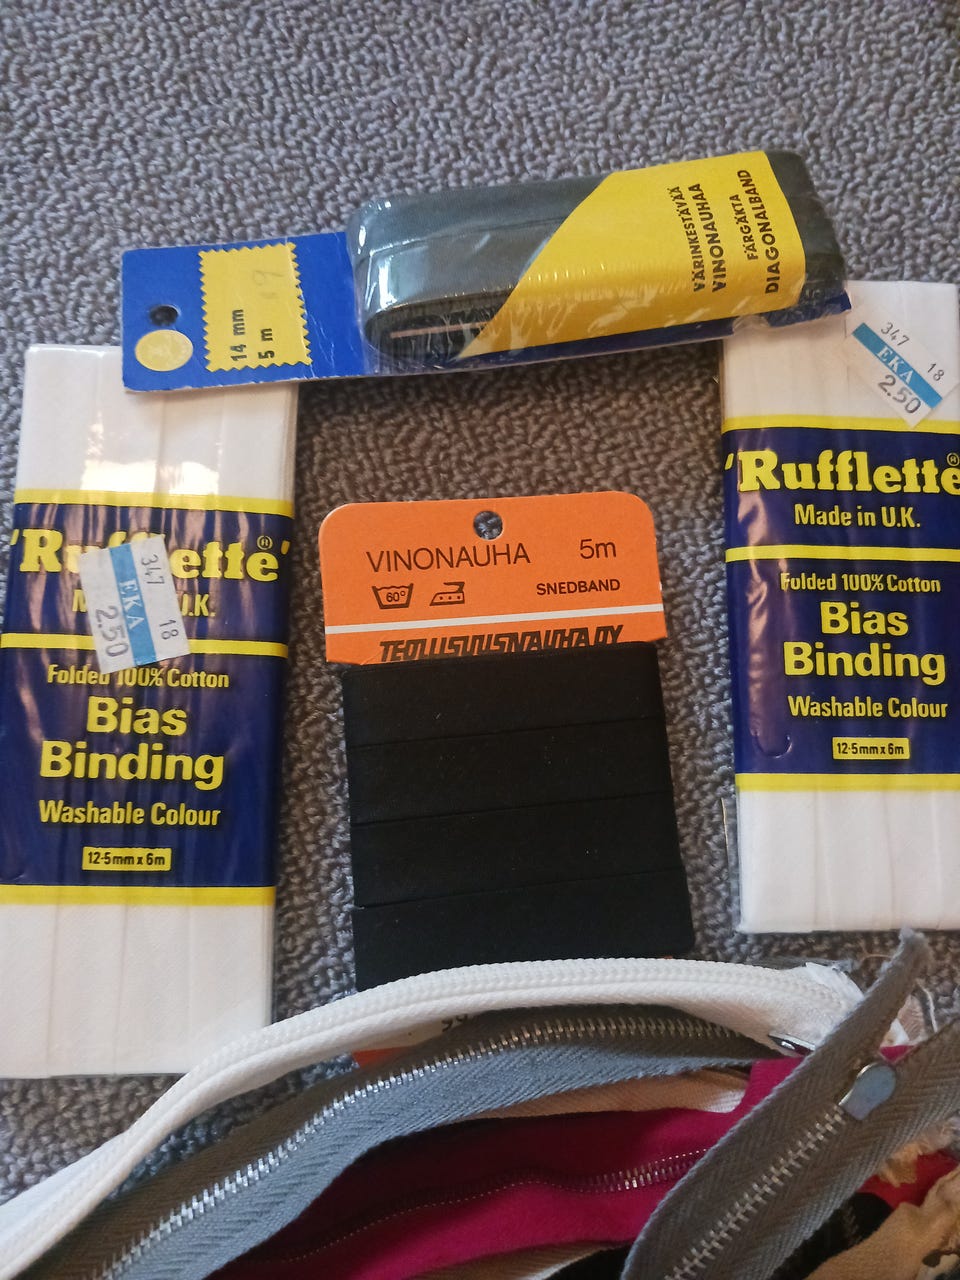 14 mm
5 m
19
VÄRINKESTÄVÄÄ
VINONAUHAA
FÄRGÄKTA
DIAGONALBAND
347
18
EKA
2.50
'Rufflette®
Made in U.K.
Folded 100% Cotton
Bias
Binding
Washable Colour
12·5mm x 6m
'Rufflette®'
U.K.
347
18
EKA
2.50
Folded 100% Cotton
Bias
Binding
Washable Colour
12·5mm x 6m
VINONAUHA 5m
60° SNEDBAND
TEOLLISUUSNAUHA OY